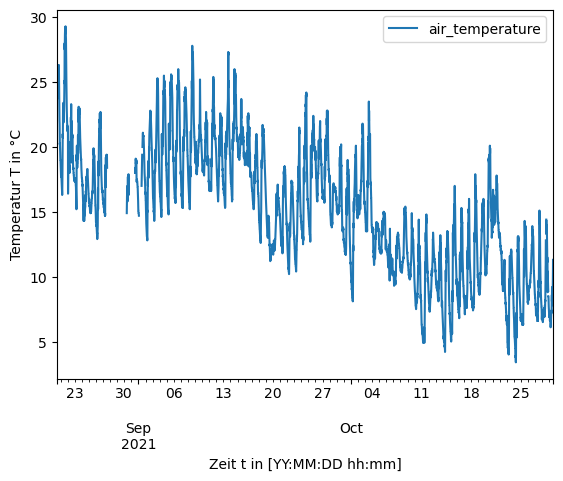 air_temperature
Temperatur T in °C
30
25
20
15
10
5
23 30 06 13 20 27 04 11 18 25
Sep Oct
2021
Zeit t in [YY:MM:DD hh:mm]